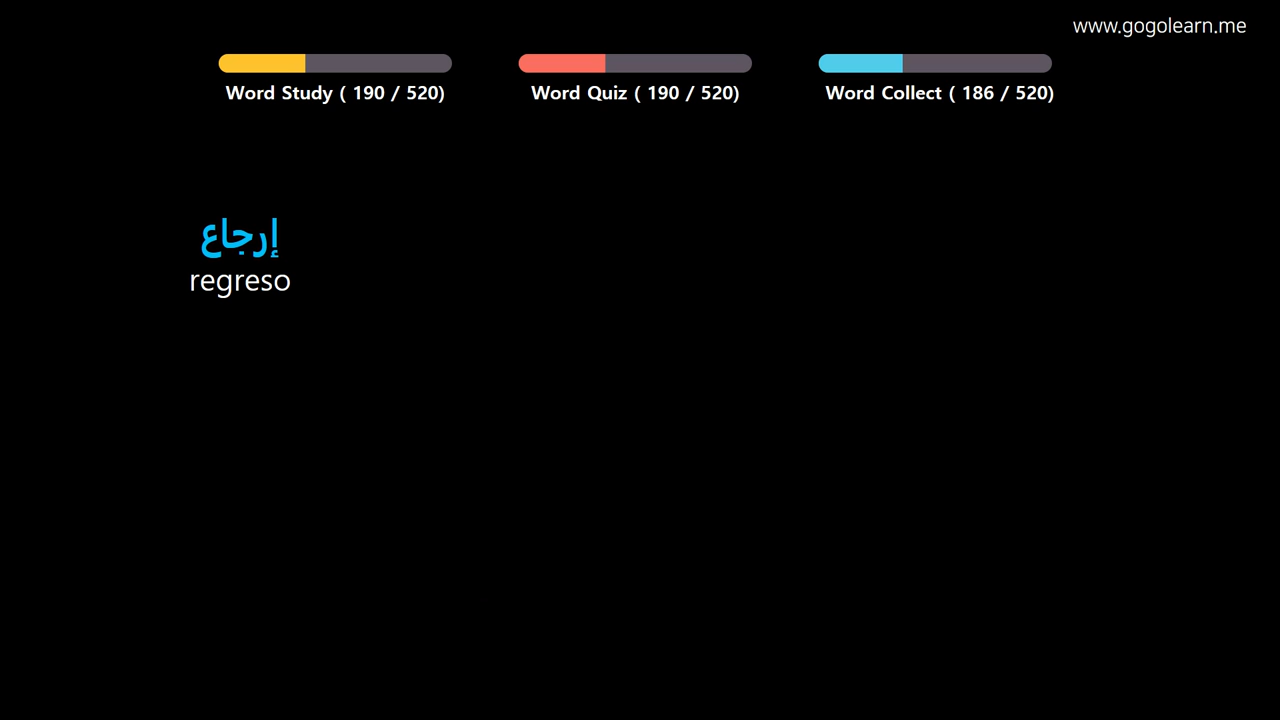 www.gogolearn.me
Word Study ( 190 / 520)
Word Quiz ( 190 / 520)
Word Collect ( 186 / 520)
إرجاع
regreso